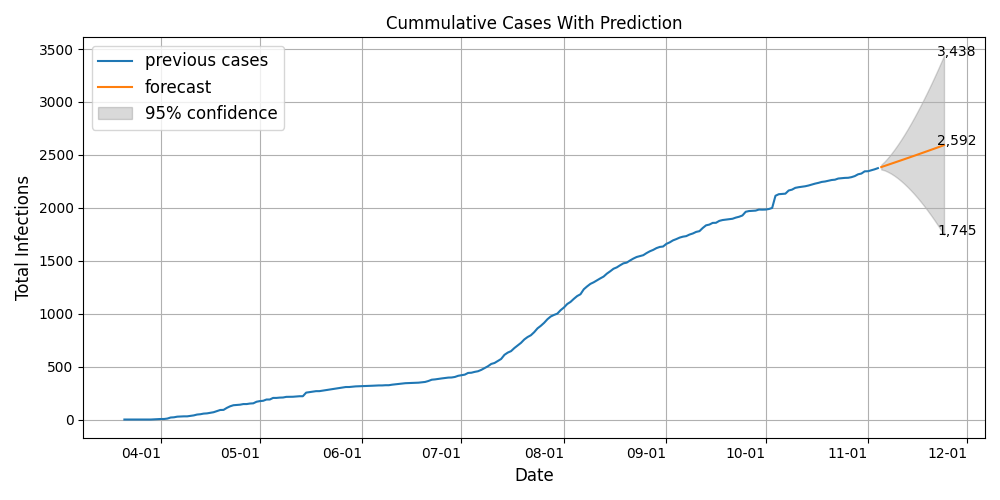 Cummulative Cases With Prediction
previous cases
forecast
95% confidence
3500
3000
2500
2000
1500
1000
500
0
3,438
2,592
1,745
Total Infections
04-01 05-01 06-01 07-01 08-01 09-01 10-01 11-01 12-01
Date